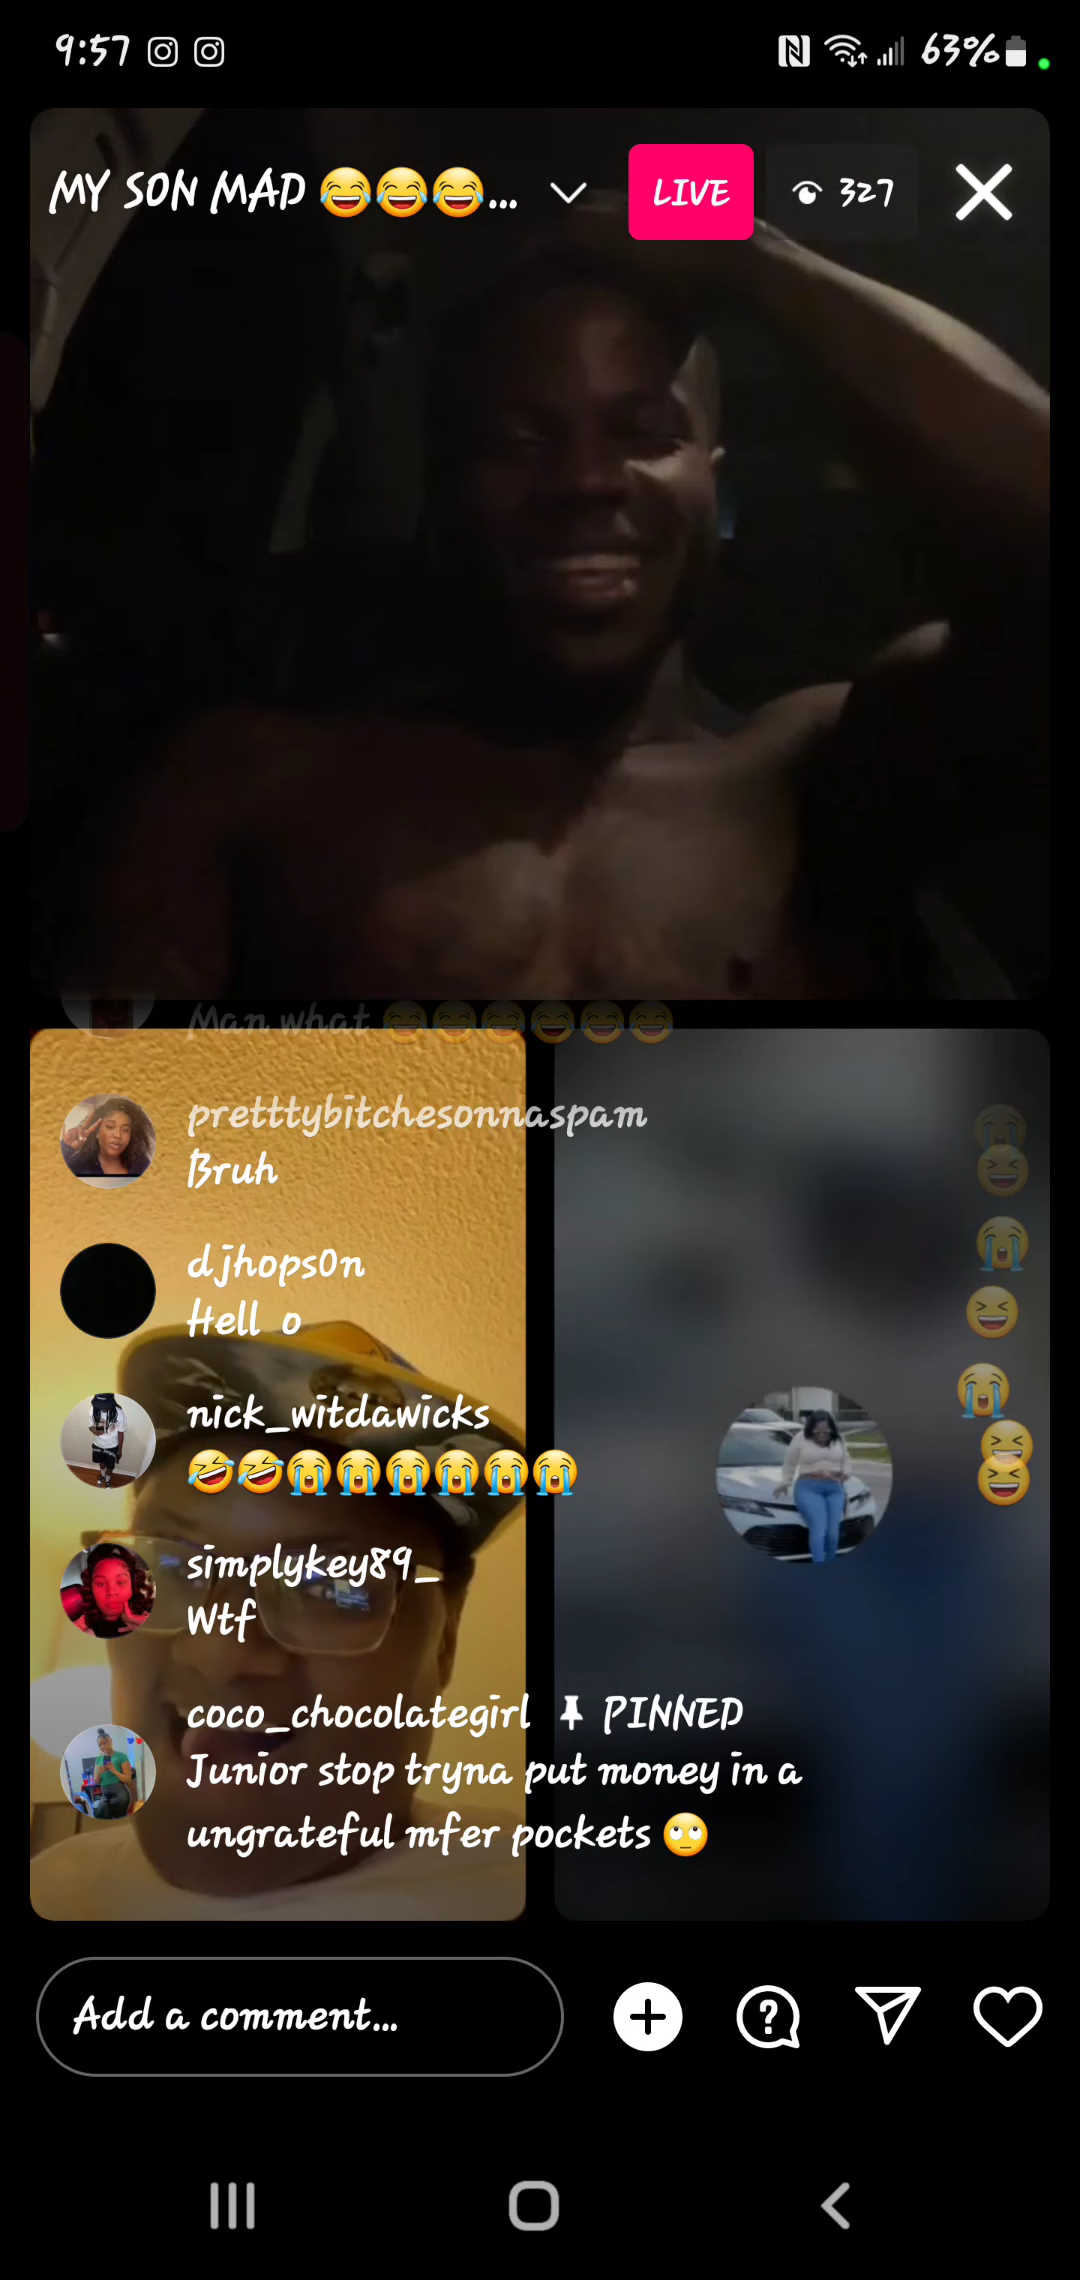 9:57
63%
MY SON MAD 😂😂😂...
LIVE
327
Man what 😂😂😂😂😂😂
pretttybitchesonnaspam
Bruh
djhops0n
Hell o
nick_witdawicks
🤣🤣😭😭😭😭😭😭
simplykey89_
Wtf
coco_chocolategirl PINNED
Junior stop tryna put money in a
ungrateful mfer pockets 🙄
Add a comment...